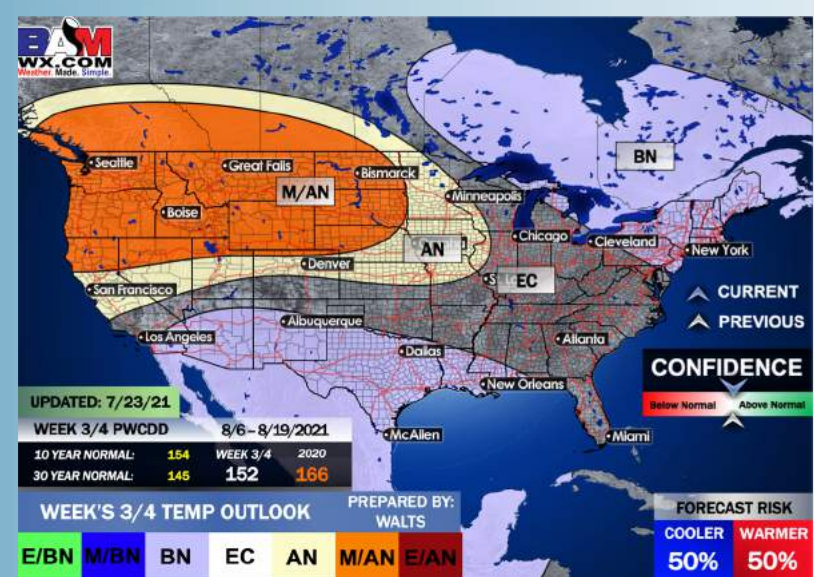 BAM
WX.COM
Weather. Made. Simple.
BN
Seattle
Great Falls
Bismarck
M/AN
Minneapolis
Boise
Chicago
Cleveland
New York
AN
Denver
EC
San Francisco
CURRENT
PREVIOUS
Albuquerque
Los Angeles
Atlanta
Dallas
CONFIDENCE
New Orleans
Below Normal
Above Normal
McAllen
Miami
UPDATED: 7/23/21
WEEK 3/4 PWCDD 8/6 – 8/19/2021
10 YEAR NORMAL: 154 WEEK 3/4 2020
30 YEAR NORMAL: 145 152 166
WEEK'S 3/4 TEMP OUTLOOK
PREPARED BY:
WALTS
E/BN M/BN BN EC AN M/AN E/AN
FORECAST RISK
COOLER WARMER
50% 50%